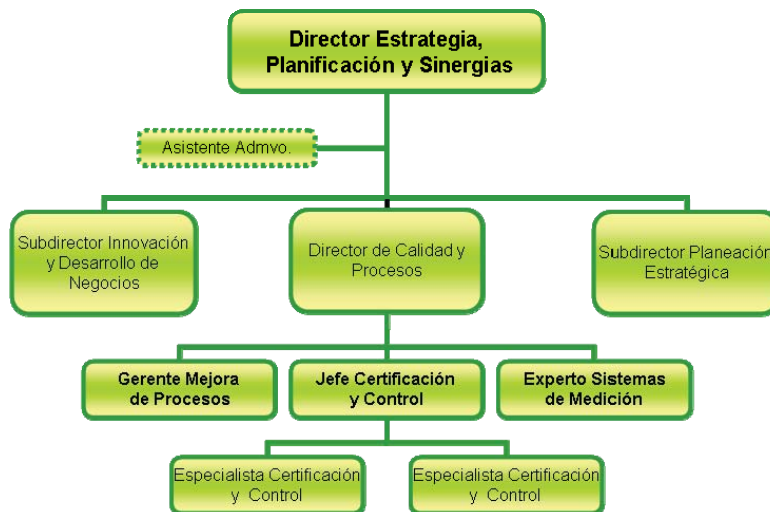 Director Estrategia,
Planificación y Sinergias
Asistente Admvo.
Subdirector Innovación
y Desarrollo de
Negocios
Director de Calidad y
Procesos
Subdirector Planeación
Estratégica
Gerente Mejora
de Procesos
Jefe Certificación
y Control
Experto Sistemas
de Medición
Especialista Certificación
y Control
Especialista Certificación
y Control